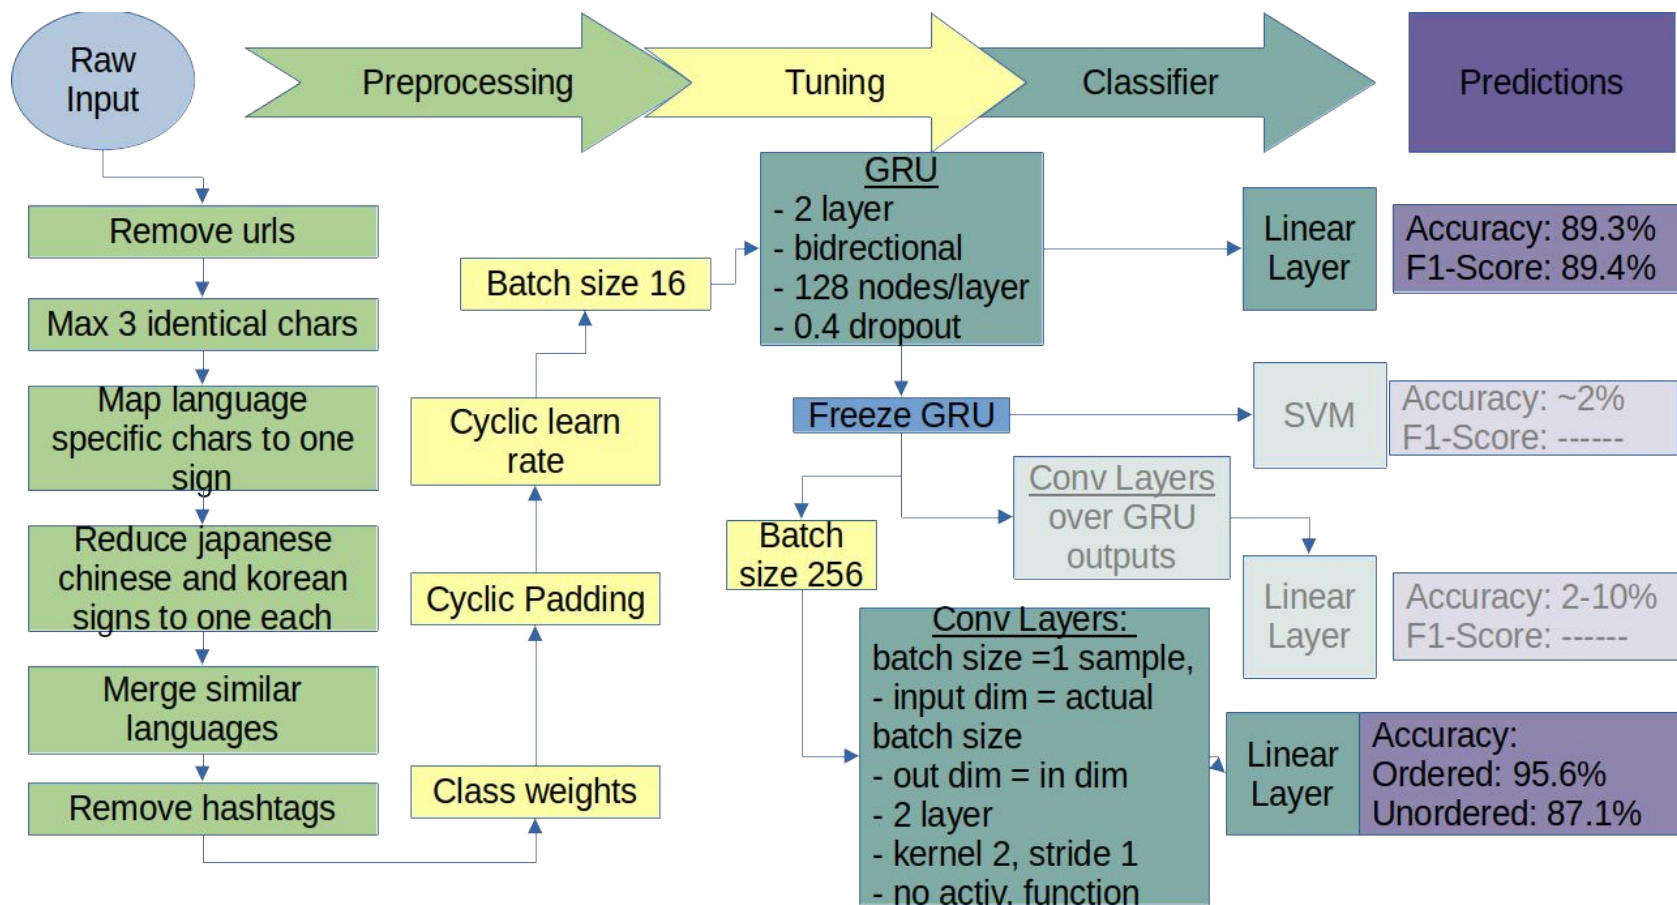 Raw
Input
Preprocessing
Tuning
Classifier
Predictions
Remove urls
Max 3 identical chars
Map language
specific chars to one
sign
Reduce japanese
chinese and korean
signs to one each
Merge similar
languages
Remove hashtags
Class weights
Cyclic Padding
Cyclic learn
rate
Batch size 16
GRU
- 2 layer
- bidrectional
- 128 nodes/layer
- 0.4 dropout
Linear
Layer
Accuracy: 89.3%
F1-Score: 89.4%
Freeze GRU
SVM
Accuracy: ~2%
F1-Score: ------
Conv Layers
over GRU
outputs
Linear
Layer
Accuracy: 2-10%
F1-Score: ------
Batch
size 256
Conv Layers:
batch size =1 sample,
- input dim = actual
batch size
- out dim = in dim
- 2 layer
- kernel 2, stride 1
- no activ. function
Linear
Layer
Accuracy:
Ordered: 95.6%
Unordered: 87.1%